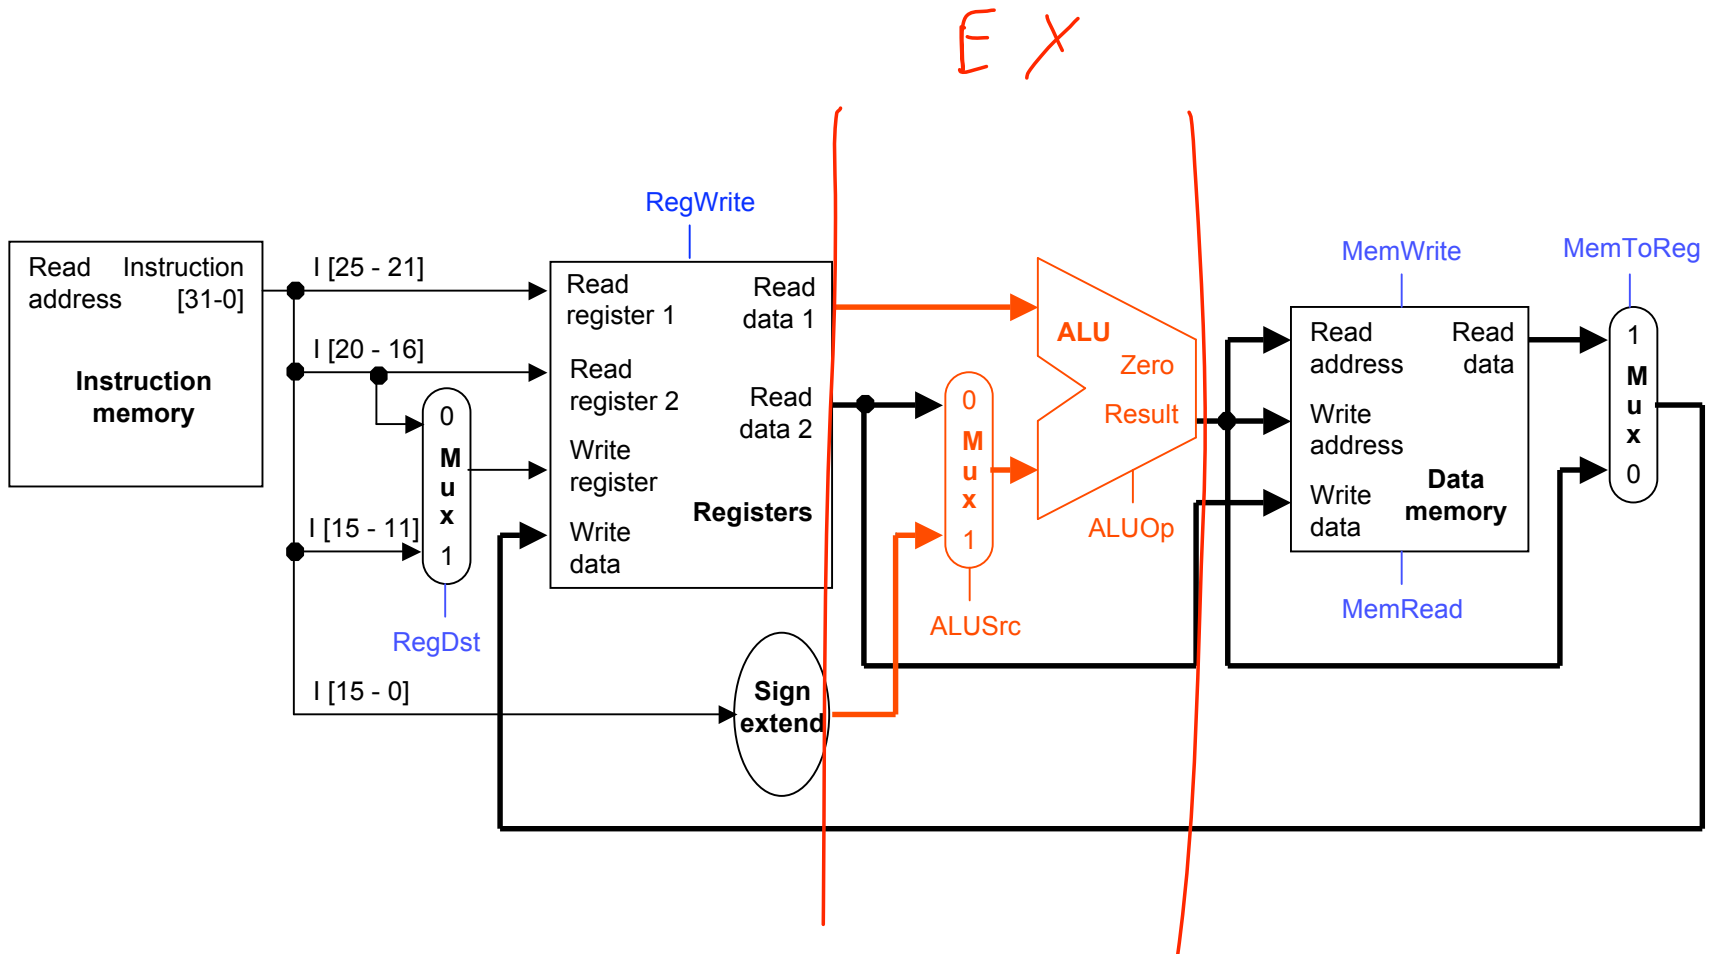 E X
RegWrite
Read Instruction
address [31-0]
Instruction
memory
I [25 - 21]
I [20 - 16]
I [15 - 11]
I [15 - 0]
0
M
u
x
1
RegDst
Read
register 1
Read
data 1
Read
register 2
Read
data 2
Write
register
Registers
Write
data
Sign
extend
0
M
u
x
1
ALUSrc
ALU
Zero
Result
ALUOp
MemWrite
Read
address
Read
data
Write
address
Write
data
Data
memory
MemRead
MemToReg
1
M
u
x
0